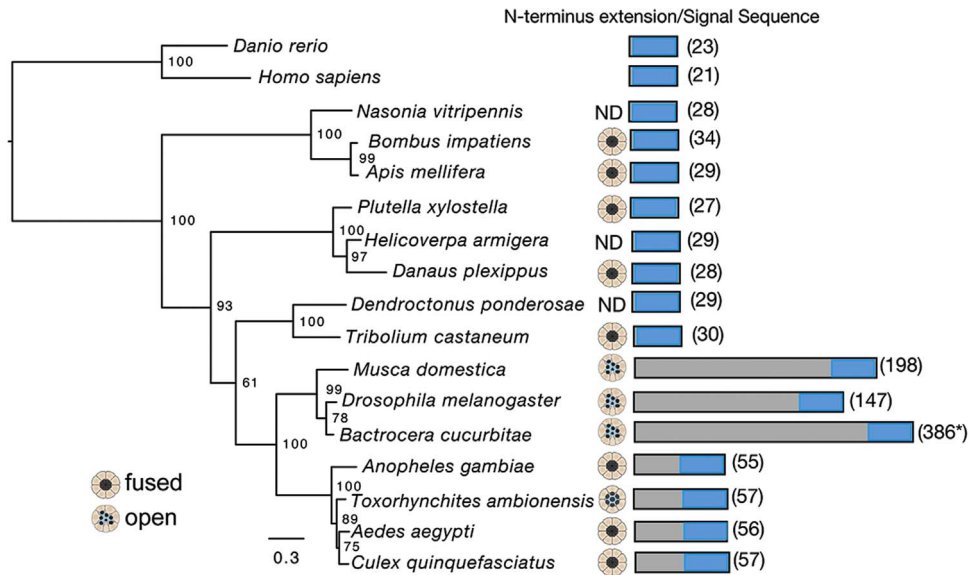 N-terminus extension/Signal Sequence
Danio rerio (23)
100
Homo sapiens (21)
Nasonia vitripennis ND (28)
100
Bombus impatiens (34)
99
Apis mellifera (29)
100
Plutella xylostella (27)
100
Helicoverpa armigera ND (29)
97
Danaus plexippus (28)
93
Dendroctonus ponderosae ND (29)
100
Tribolium castaneum (30)
61
Musca domestica (198)
99
Drosophila melanogaster (147)
78
Bactrocera cucurbitae (386*)
100
Anopheles gambiae (55)
100
Toxorhynchites ambionensis (57)
89
Aedes aegypti (56)
75
Culex quinquefasciatus (57)
fused
open
0.3